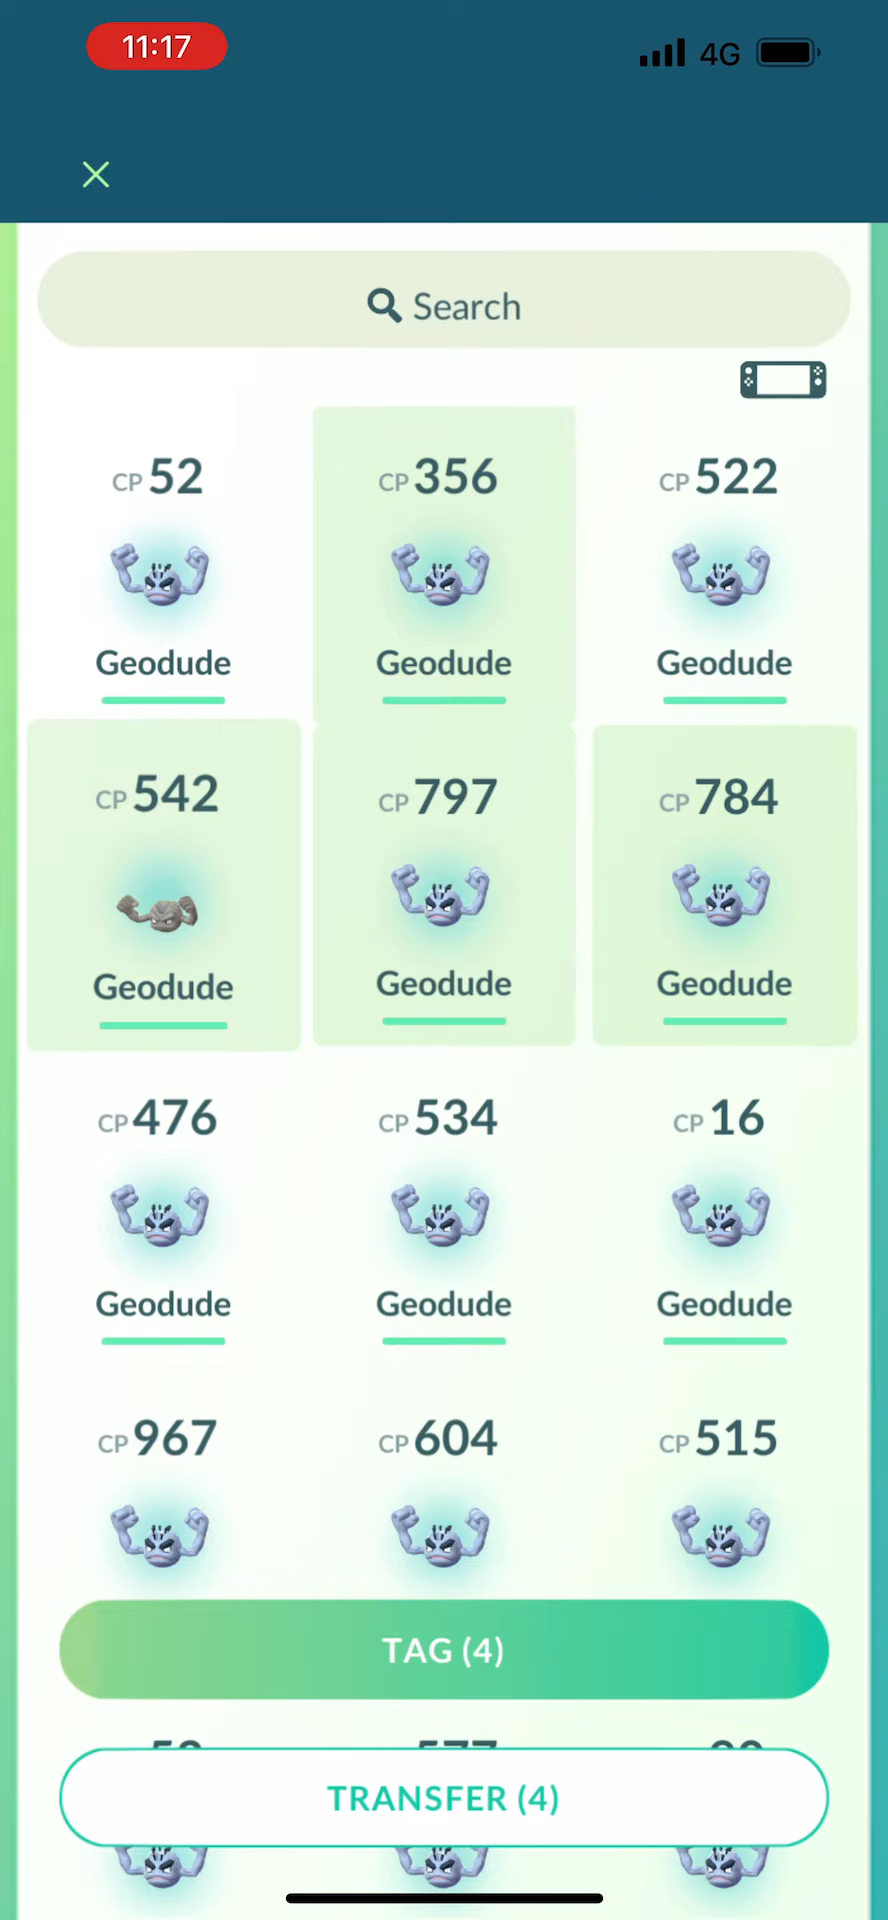 11:17
4G
Search
CP 52
CP 356
CP 522
Geodude
Geodude
Geodude
CP 542
CP 797
CP 784
Geodude
Geodude
Geodude
CP 476
CP 534
CP 16
Geodude
Geodude
Geodude
CP 967
CP 604
CP 515
TAG (4)
TRANSFER (4)